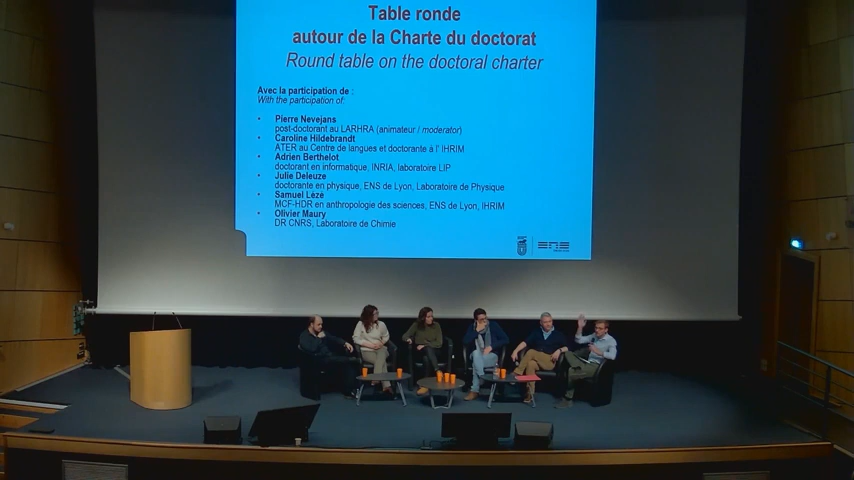 Table ronde
autour de la Charte du doctorat
Round table on the doctoral charter
Avec la participation de :
With the participation of:
• Pierre Nevejans
post-doctorant au LARHRA (animateur / moderator)
• Caroline Hildebrandt
ATER au Centre de langues et doctorante à l' IHRIM
• Adrien Berthelot
doctorant en informatique, INRIA, laboratoire LIP
• Julie Deleuze
doctorante en physique, ENS de Lyon, Laboratoire de Physique
• Samuel Lézé
MCF-HDR en anthropologie des sciences, ENS de Lyon, IHRIM
• Olivier Maury
DR CNRS, Laboratoire de Chimie
ENS